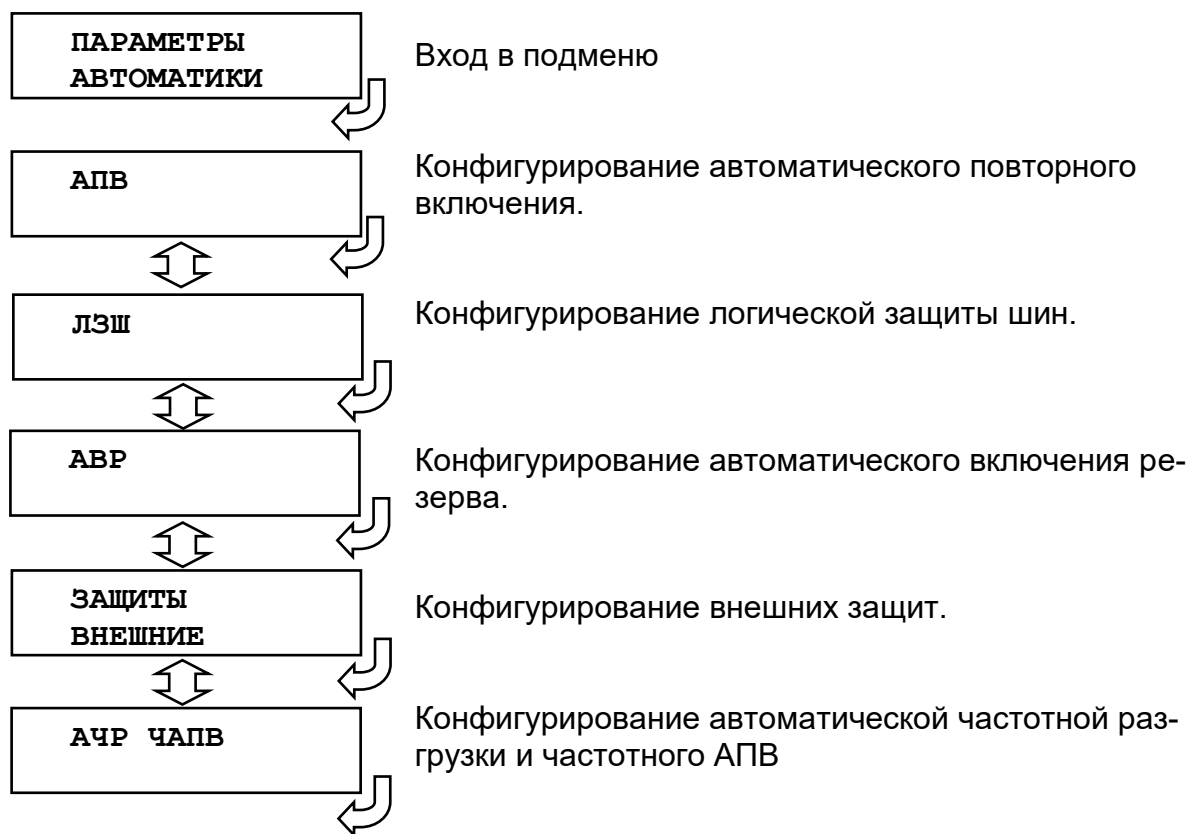 ПАРАМЕТРЫ
АВТОМАТИКИ
Вход в подменю
АПВ
Конфигурирование автоматического повторного
включения.
ЛЗШ
Конфигурирование логической защиты шин.
АВР
Конфигурирование автоматического включения ре-
зерва.
ЗАЩИТЫ
ВНЕШНИЕ
Конфигурирование внешних защит.
АЧР ЧАПВ
Конфигурирование автоматической частотной раз-
грузки и частотного АПВ